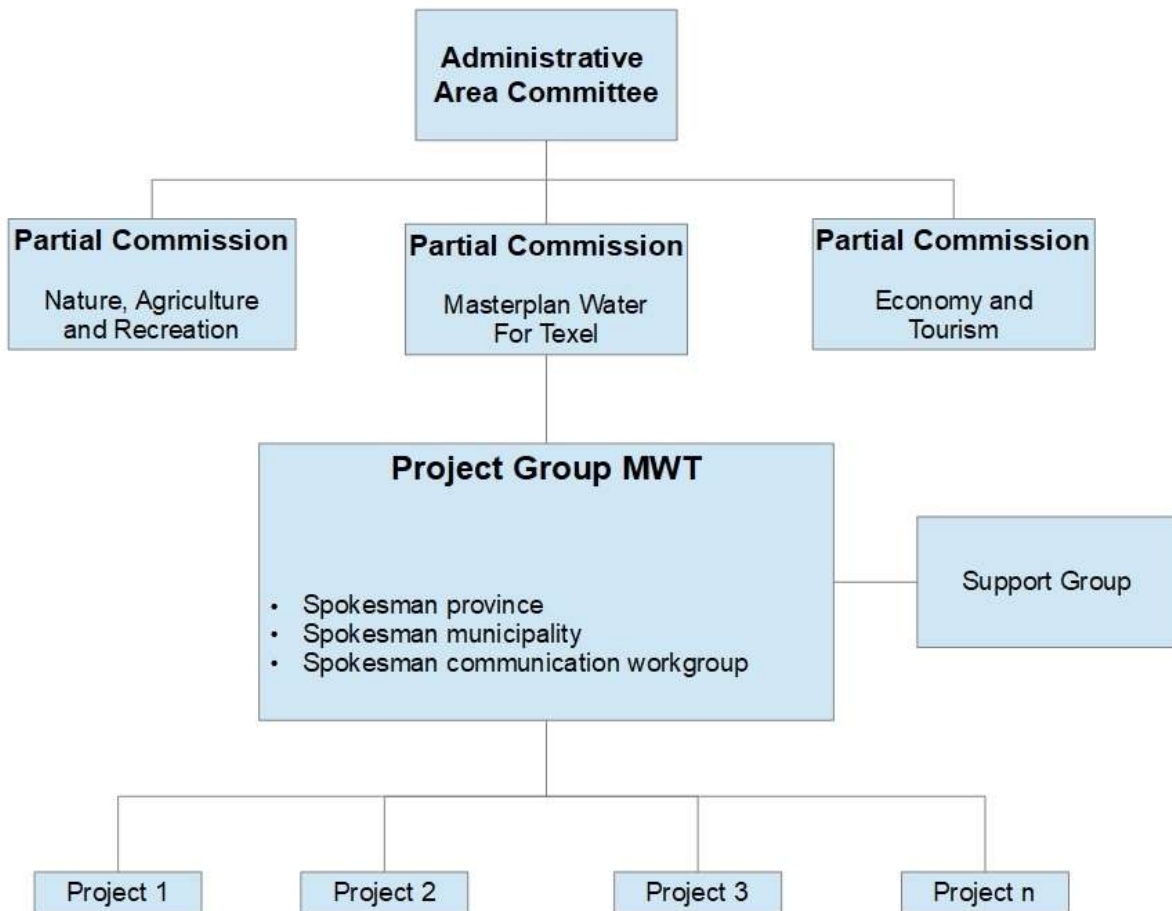 Administrative
Area Committee
Partial Commission
Nature, Agriculture
and Recreation
Partial Commission
Masterplan Water
For Texel
Partial Commission
Economy and
Tourism
Project Group MWT
• Spokesman province
• Spokesman municipality
• Spokesman communication workgroup
Support Group
Project 1
Project 2
Project 3
Project n